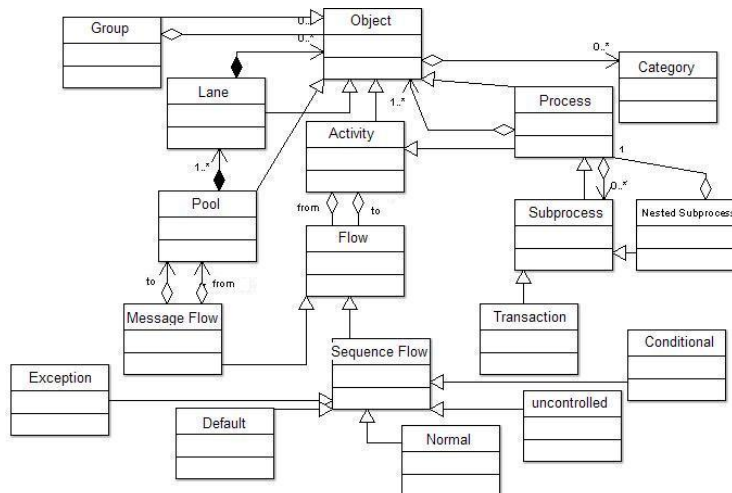 Group
0..*
Object
0..*
Lane
0..*
Category
1..*
Process
Activity
1..*
1
Pool
from
to
0..*
Subprocess
Nested Subprocess
Flow
to
from
Message Flow
Transaction
Sequence Flow
Conditional
Exception
Default
uncontrolled
Normal